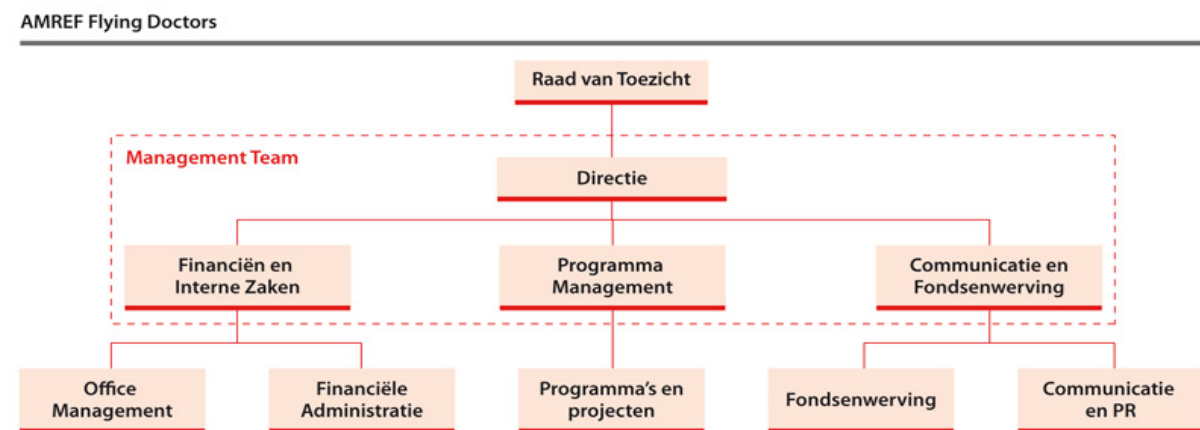 AMREF Flying Doctors
Raad van Toezicht
Management Team
Directie
Financiën en
Interne Zaken
Programma
Management
Communicatie en
Fondsenwerving
Office
Management
Financiële
Administratie
Programma's en
projecten
Fondsenwerving
Communicatie
en PR